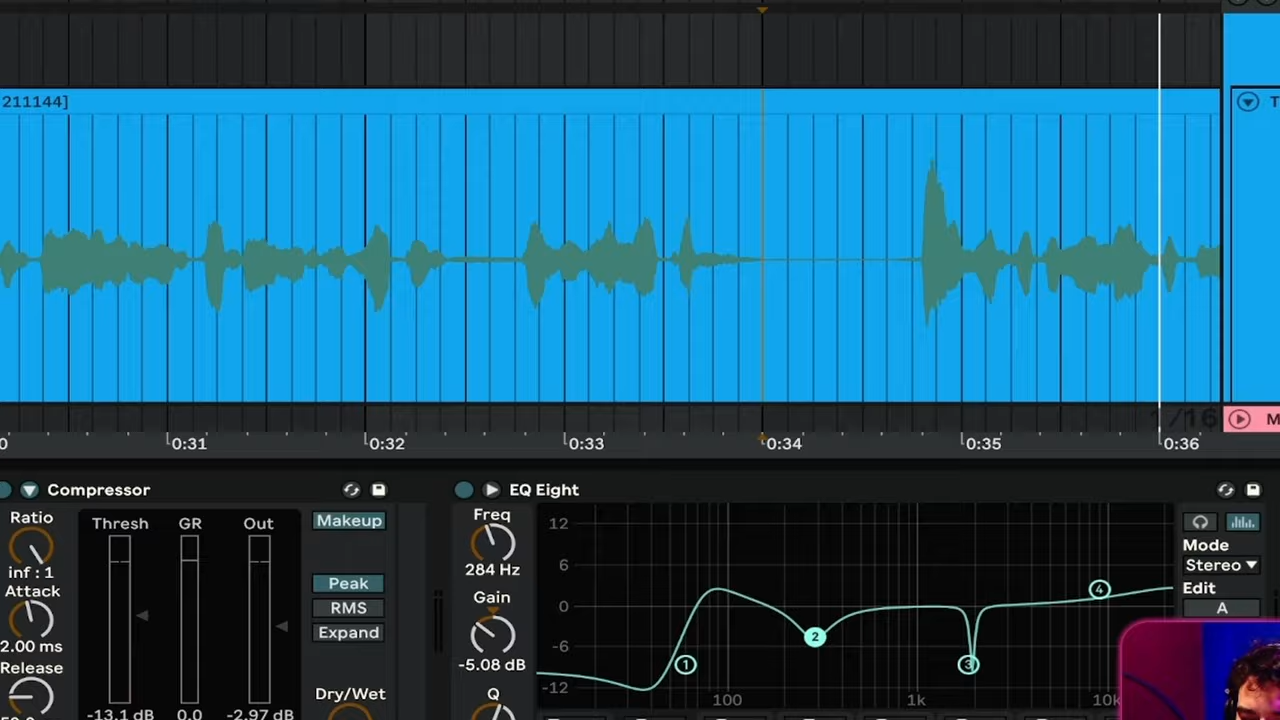 211144]
T
1/16
0 0:31 0:32 0:33 0:34 0:35 0:36 M
Compressor
EQ Eight
Ratio
inf : 1
Attack
2.00 ms
Release
Thresh GR Out
-13.1 dB 0.0 -2.97 dB
Makeup
Peak
RMS
Expand
Dry/Wet
Freq
284 Hz
Gain
-5.08 dB
Q
12
6
0
-6
-12
1 2 3 4
100 1k 10k
Mode
Stereo
Edit
A